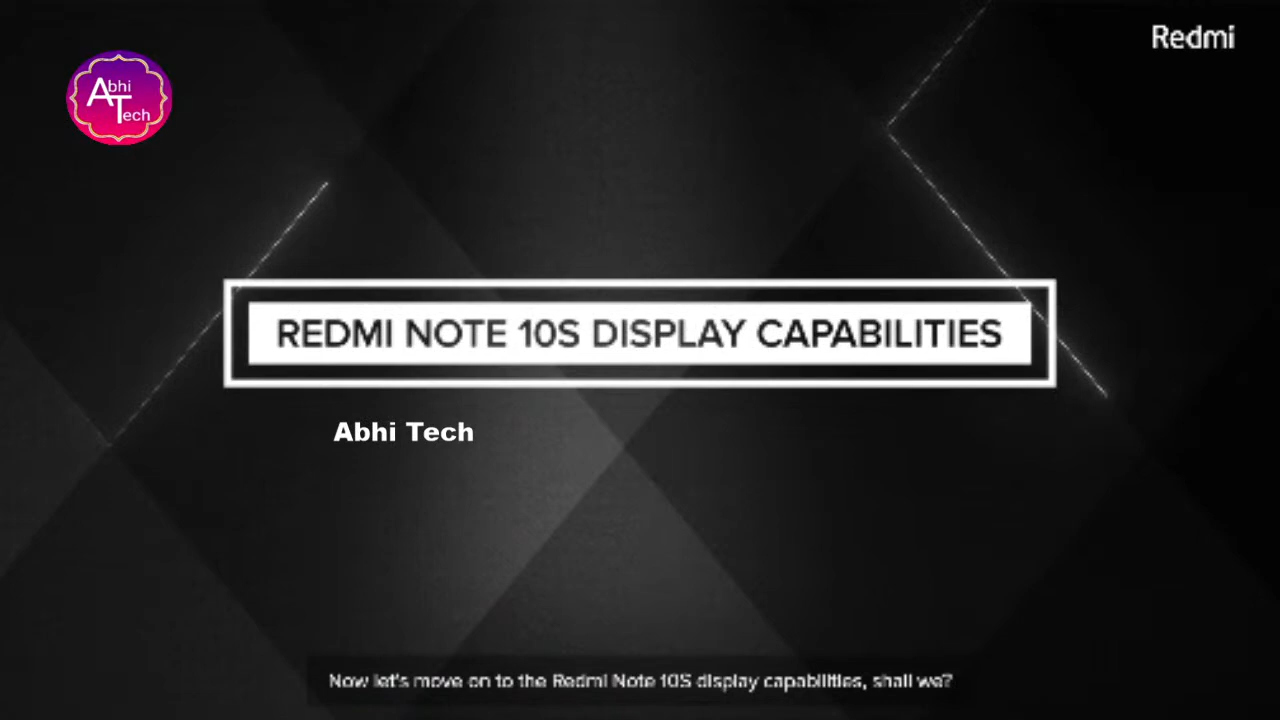 Redmi
Abhi
Tech
REDMI NOTE 10S DISPLAY CAPABILITIES
Abhi Tech
Now let's move on to the Redmi Note 10S display capabilities, shall we?